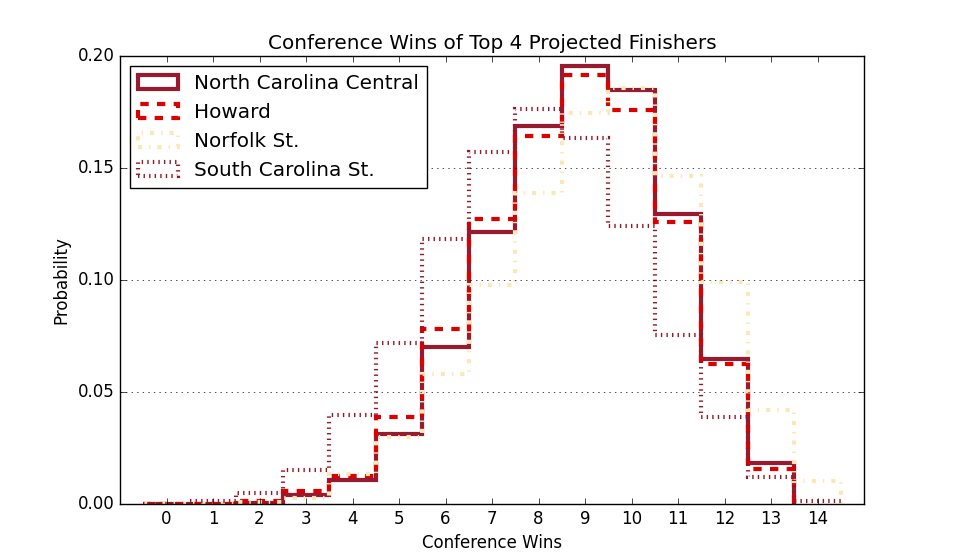 Conference Wins of Top 4 Projected Finishers
North Carolina Central
Howard
Norfolk St.
South Carolina St.
Probability
0.20
0.15
0.10
0.05
0.00
0 1 2 3 4 5 6 7 8 9 10 11 12 13 14
Conference Wins